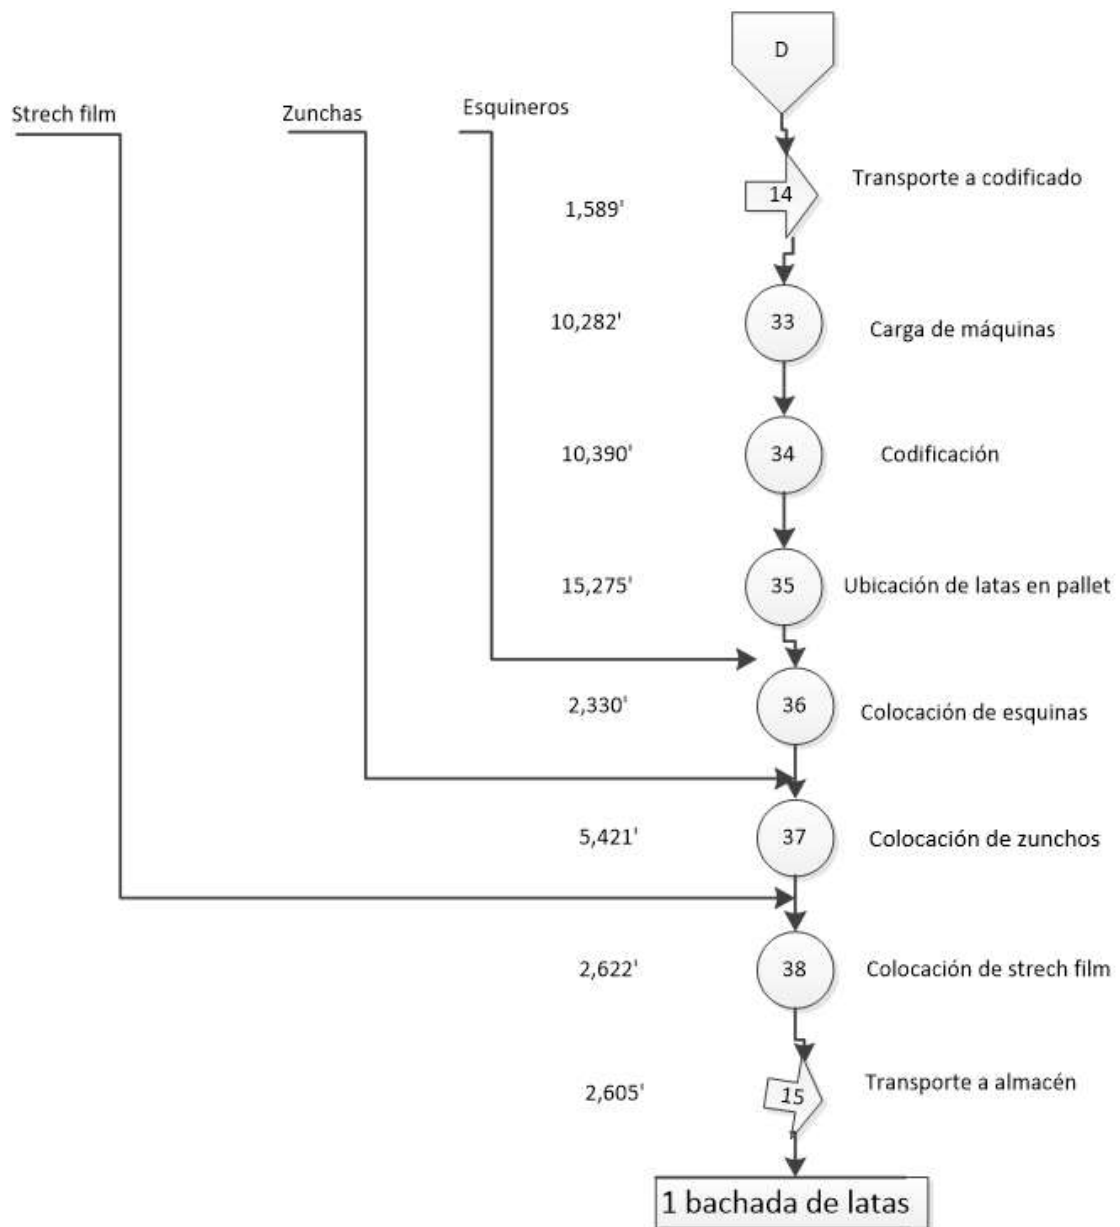 D
Strech film
Zunchas
Esquineros
1,589'
14
Transporte a codificado
10,282'
33
Carga de máquinas
10,390'
34
Codificación
15,275'
35
Ubicación de latas en pallet
2,330'
36
Colocación de esquinas
5,421'
37
Colocación de zunchos
2,622'
38
Colocación de strech film
2,605'
15
Transporte a almacén
1 bachada de latas